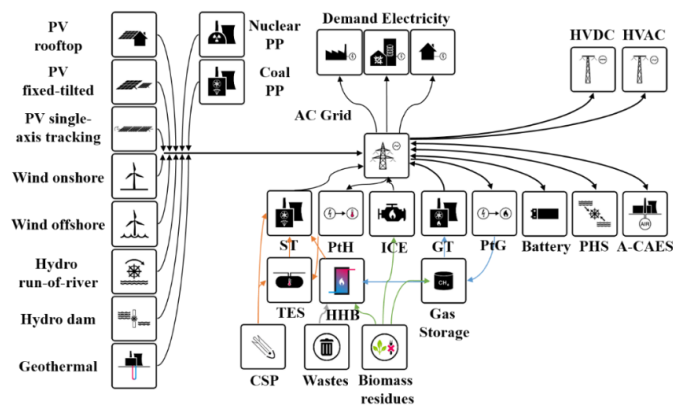 PV
rooftop
PV
fixed-tilted
PV single-
axis tracking
Wind onshore
Wind offshore
Hydro
run-of-river
Hydro dam
Geothermal
Nuclear
PP
Coal
PP
Demand Electricity
AC Grid
HVDC
HVAC
ST
PtH
ICE
GT
PtG
Battery
PHS
A-CAES
AIR
TES
HHB
CH4
Gas
Storage
CSP
Wastes
Biomass
residues